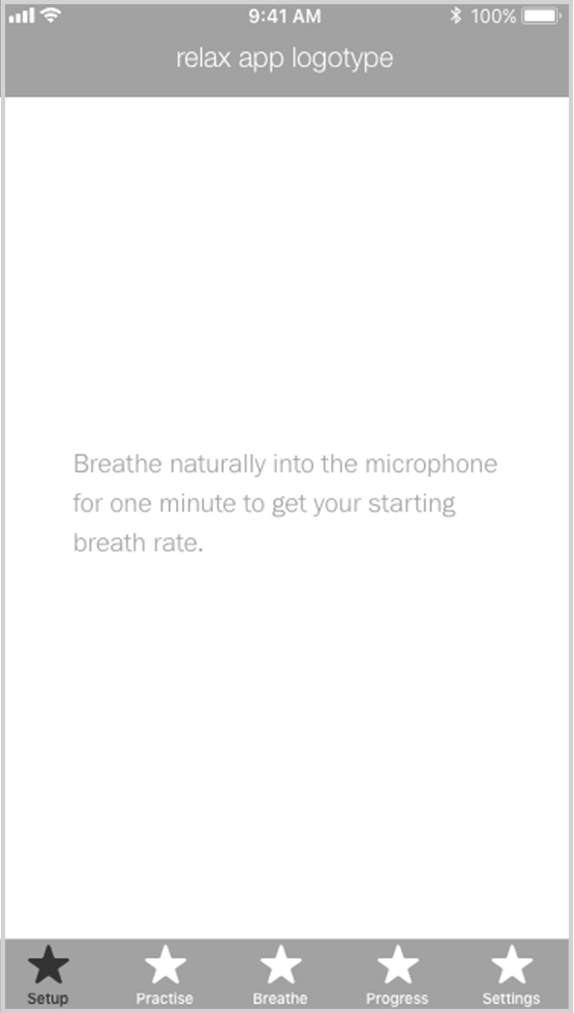 9:41 AM 100%
relax app logotype
Breathe naturally into the microphone
for one minute to get your starting
breath rate.
Setup Practise Breathe Progress Settings